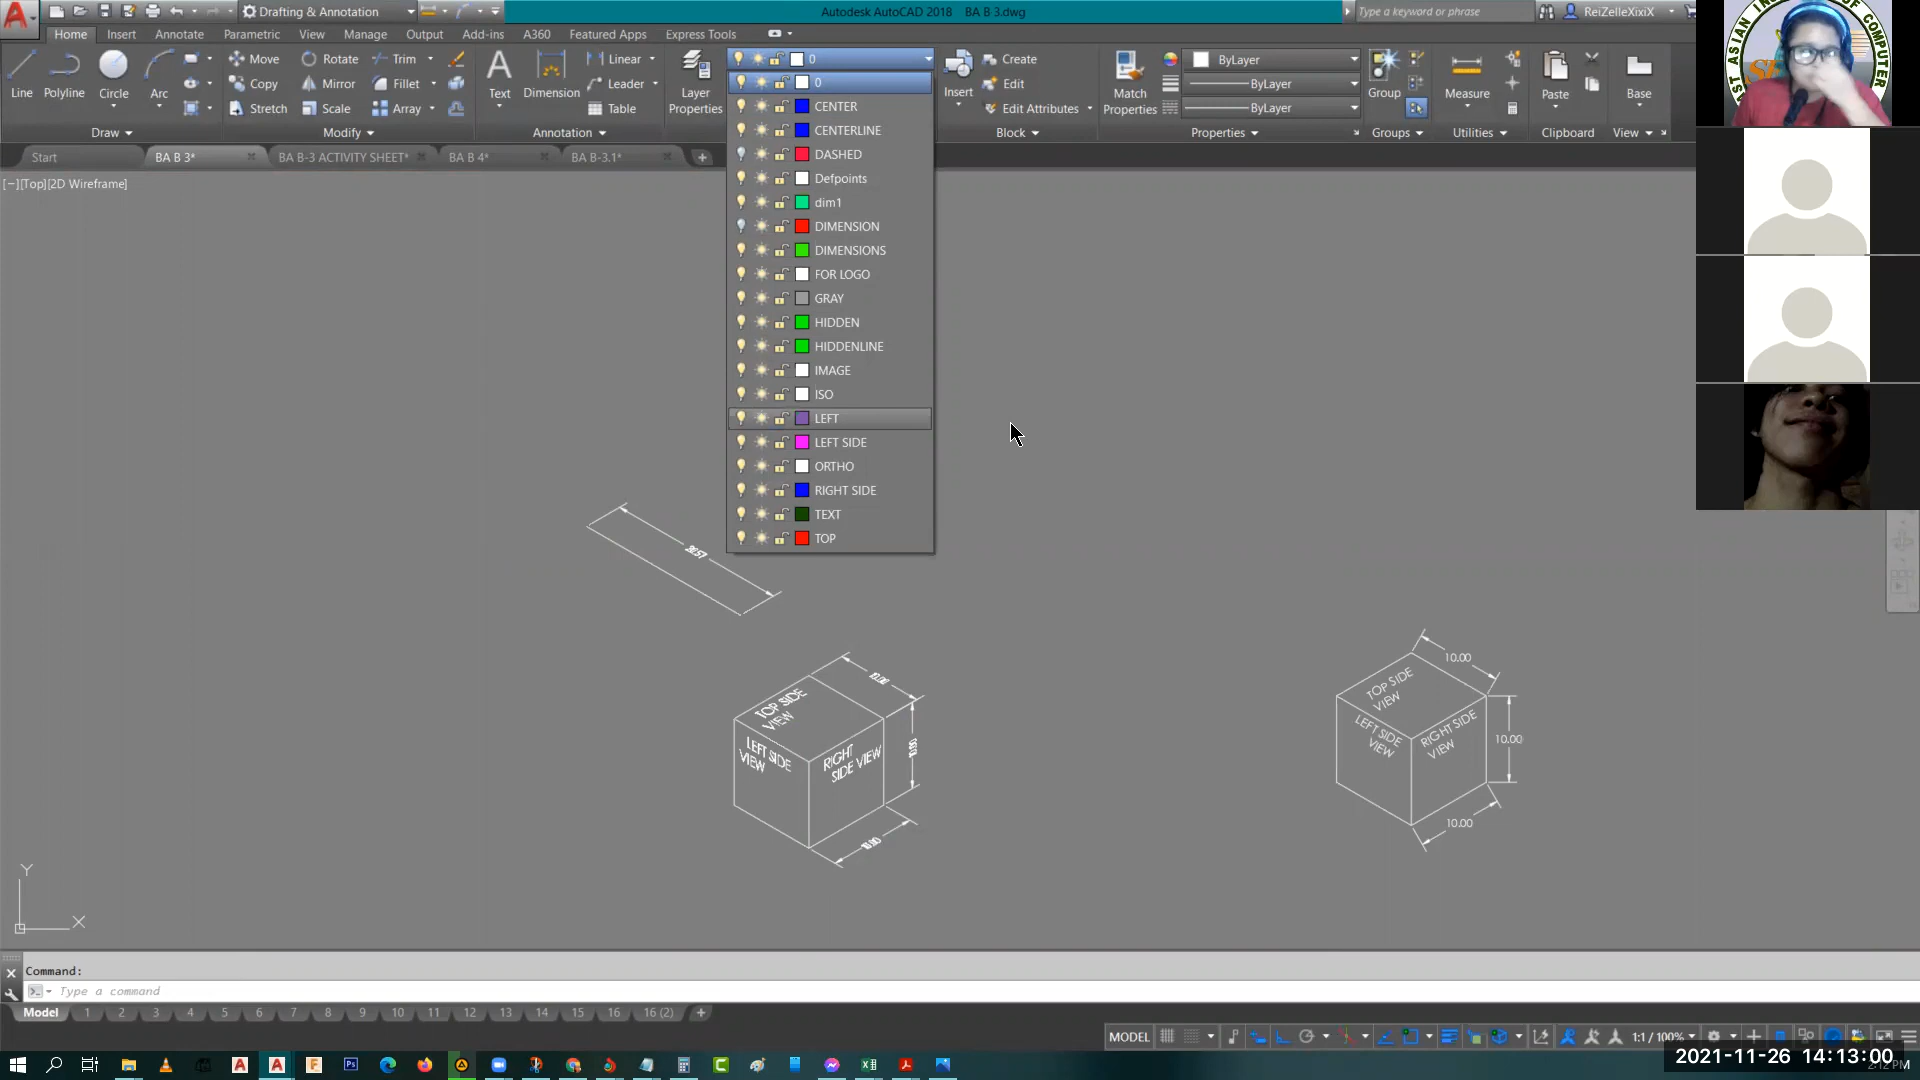 Drafting & Annotation
Autodesk AutoCAD 2018 BA B 3.dwg
Type a keyword or phrase
ReiZelleXixiX
Home Insert Annotate Parametric View Manage Output Add-ins A360 Featured Apps Express Tools
Line Polyline Circle Arc
Move Rotate Trim
Copy Mirror Fillet
Stretch Scale Array
Text Dimension
Linear
Leader
Table
Layer
Properties
0
Insert
Create
Edit
Edit Attributes
Match
Properties
ByLayer
ByLayer
ByLayer
Group
Measure
Paste
Base
Draw Modify Annotation Block Properties Groups Utilities Clipboard View
Start BA B 3* BA B-3 ACTIVITY SHEET* BA B 4* BA B-3.1*
[−][Top][2D Wireframe]
0
CENTER
CENTERLINE
DASHED
Defpoints
dim1
DIMENSION
DIMENSIONS
FOR LOGO
GRAY
HIDDEN
HIDDENLINE
IMAGE
ISO
LEFT
LEFT SIDE
ORTHO
RIGHT SIDE
TEXT
TOP
TOP SIDE
VIEW
LEFT SIDE
VIEW
RIGHT
SIDE VIEW
10.00
TOP SIDE
VIEW
LEFT SIDE
VIEW
RIGHT SIDE
VIEW
10.00
10.00
Y
X
Command:
Type a command
Model 1 2 3 4 5 6 7 8 9 10 11 12 13 14 15 16 16 (2)
MODEL
1:1 / 100%
2021-11-26 14:13:00